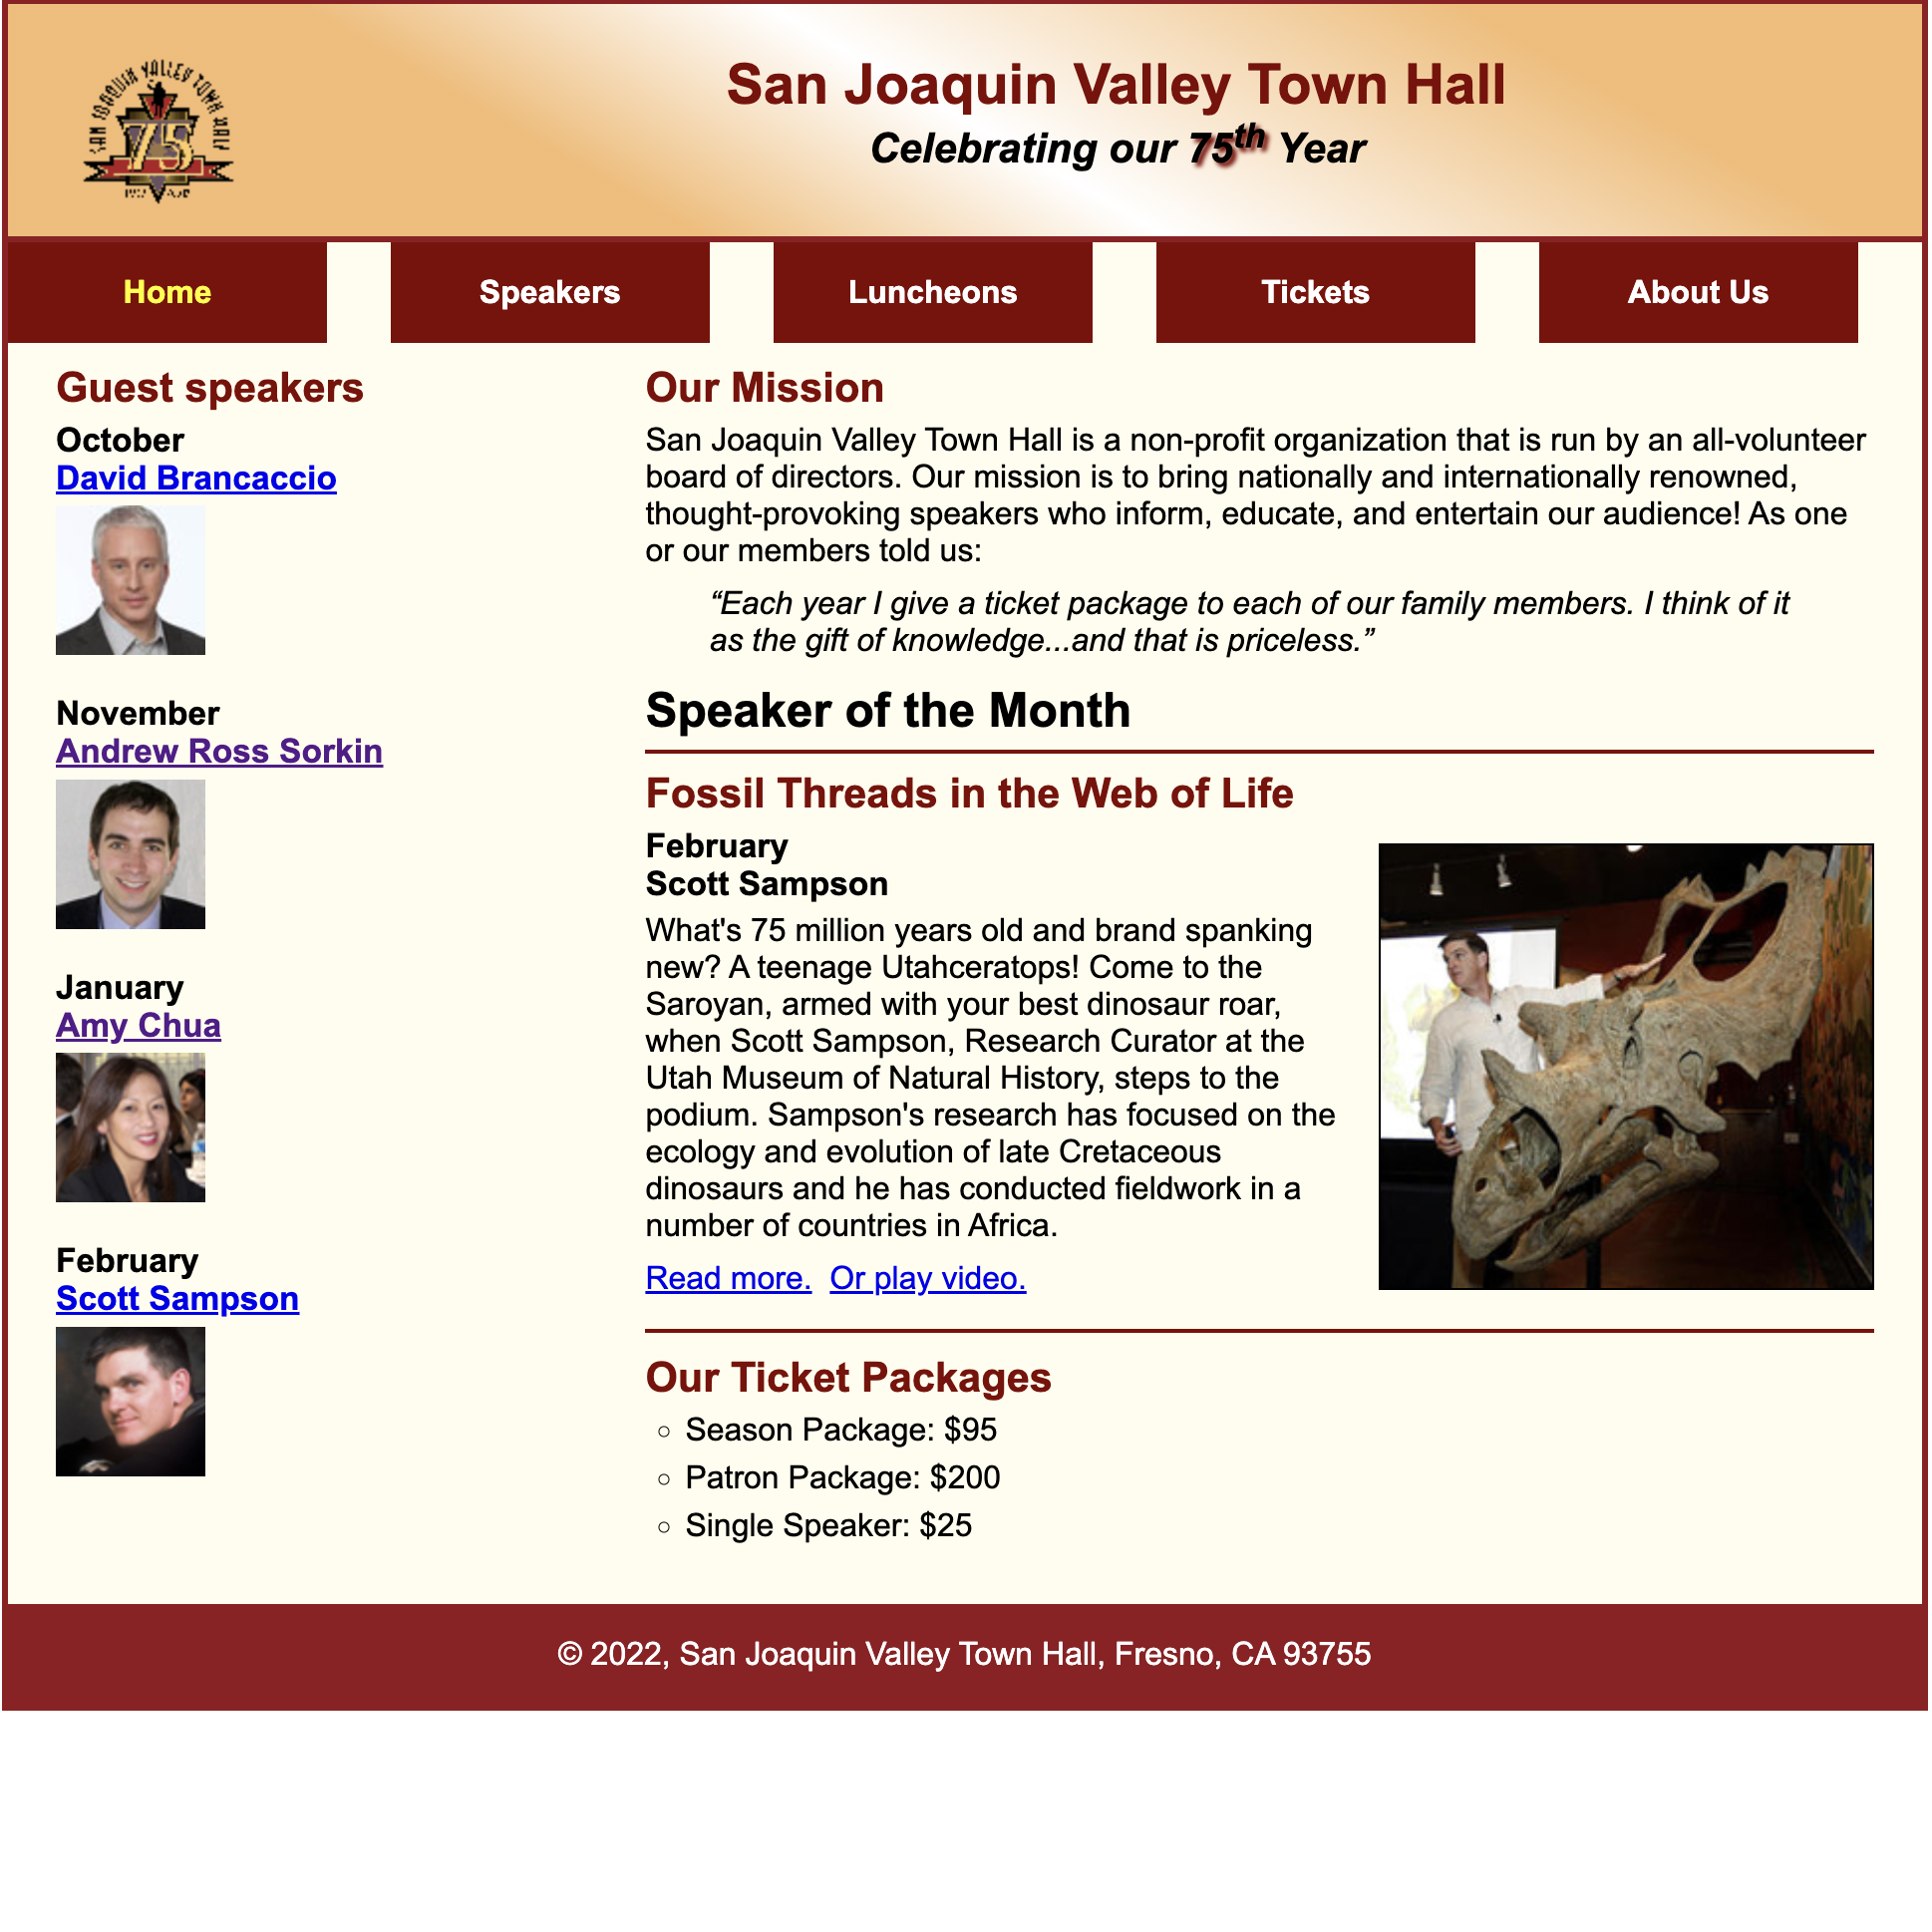 SAN JOAQUIN VALLEY TOWN HALL
75
San Joaquin Valley Town Hall
Celebrating our 75th Year
Home Speakers Luncheons Tickets About Us
Guest speakers
October
David Brancaccio
November
Andrew Ross Sorkin
January
Amy Chua
February
Scott Sampson
Our Mission
San Joaquin Valley Town Hall is a non-profit organization that is run by an all-volunteer
board of directors. Our mission is to bring nationally and internationally renowned,
thought-provoking speakers who inform, educate, and entertain our audience! As one
or our members told us:
“Each year I give a ticket package to each of our family members. I think of it
as the gift of knowledge...and that is priceless.”
Speaker of the Month
Fossil Threads in the Web of Life
February
Scott Sampson
What's 75 million years old and brand spanking
new? A teenage Utahceratops! Come to the
Saroyan, armed with your best dinosaur roar,
when Scott Sampson, Research Curator at the
Utah Museum of Natural History, steps to the
podium. Sampson's research has focused on the
ecology and evolution of late Cretaceous
dinosaurs and he has conducted fieldwork in a
number of countries in Africa.
Read more. Or play video.
Our Ticket Packages
Season Package: $95
Patron Package: $200
Single Speaker: $25
© 2022, San Joaquin Valley Town Hall, Fresno, CA 93755